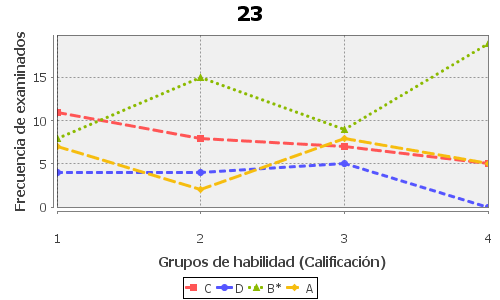 23
Frecuencia de examinados
15
10
5
0
1 2 3 4
Grupos de habilidad (Calificación)
C D B* A